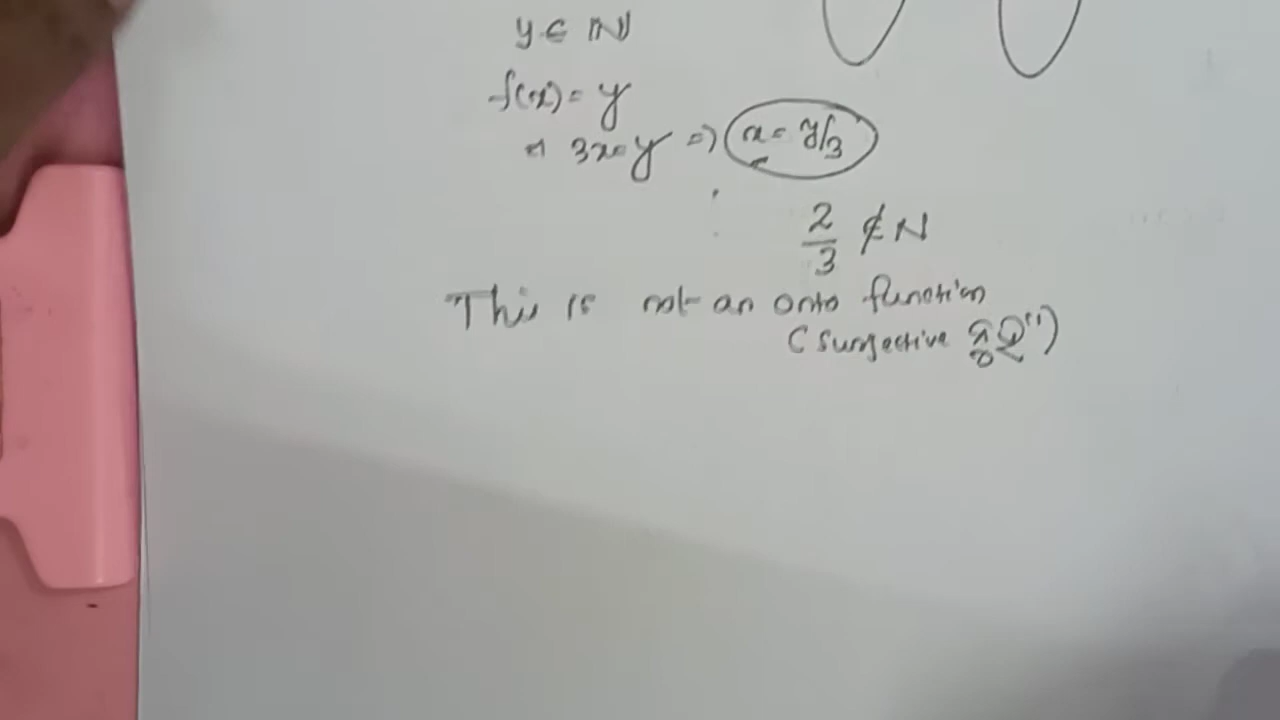 y ∈ N
f(x) = y
3x = y ⇒ x = y/3
2/3 ∉ N
This is not an onto function
(Surjective